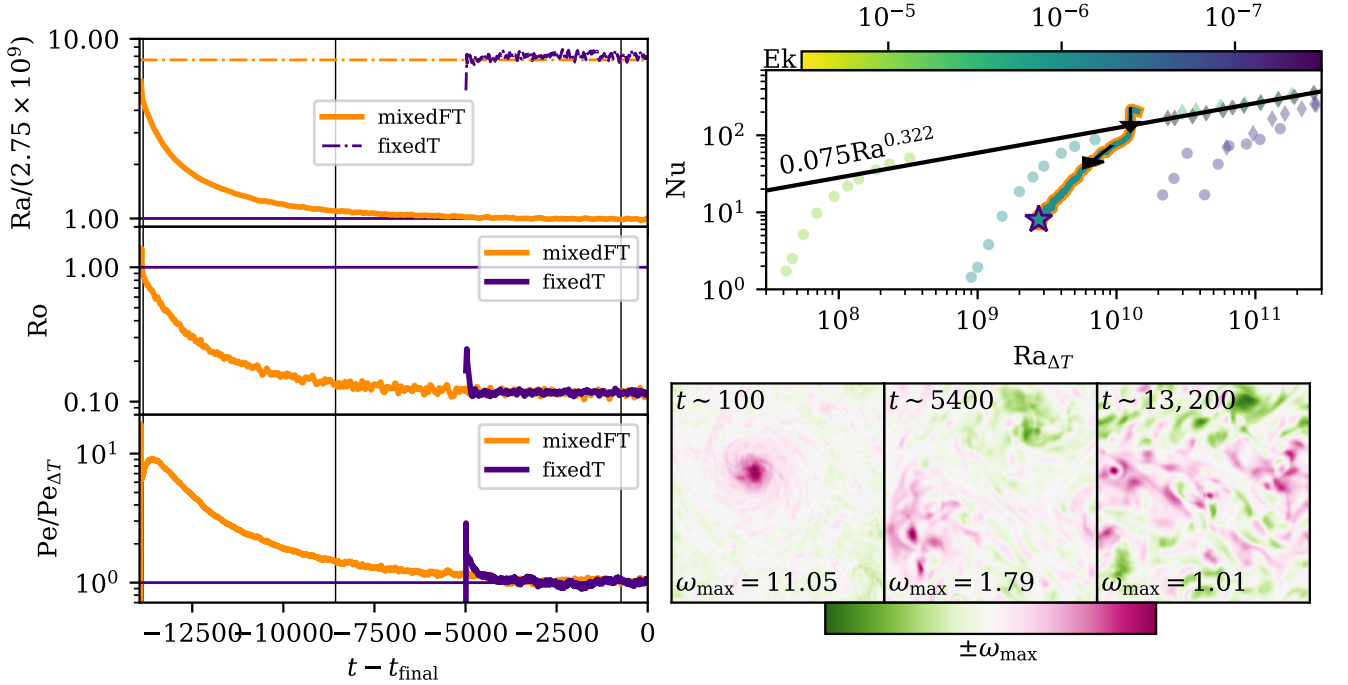 10.00
1.00
Ra/(2.75 × 10⁹)
mixedFT
fixedT
1.00
0.10
Ro
mixedFT
fixedT
10¹
10⁰
Pe/Pe_ΔT
mixedFT
fixedT
−12500
−10000
−7500
−5000
−2500
0
t − t_final
10⁻⁵
10⁻⁶
10⁻⁷
Ek
10²
10¹
10⁰
Nu
0.075Ra^0.322
10⁸
10⁹
10¹⁰
10¹¹
Ra_ΔT
t ~ 100
t ~ 5400
t ~ 13, 200
ω_max = 11.05
ω_max = 1.79
ω_max = 1.01
±ω_max